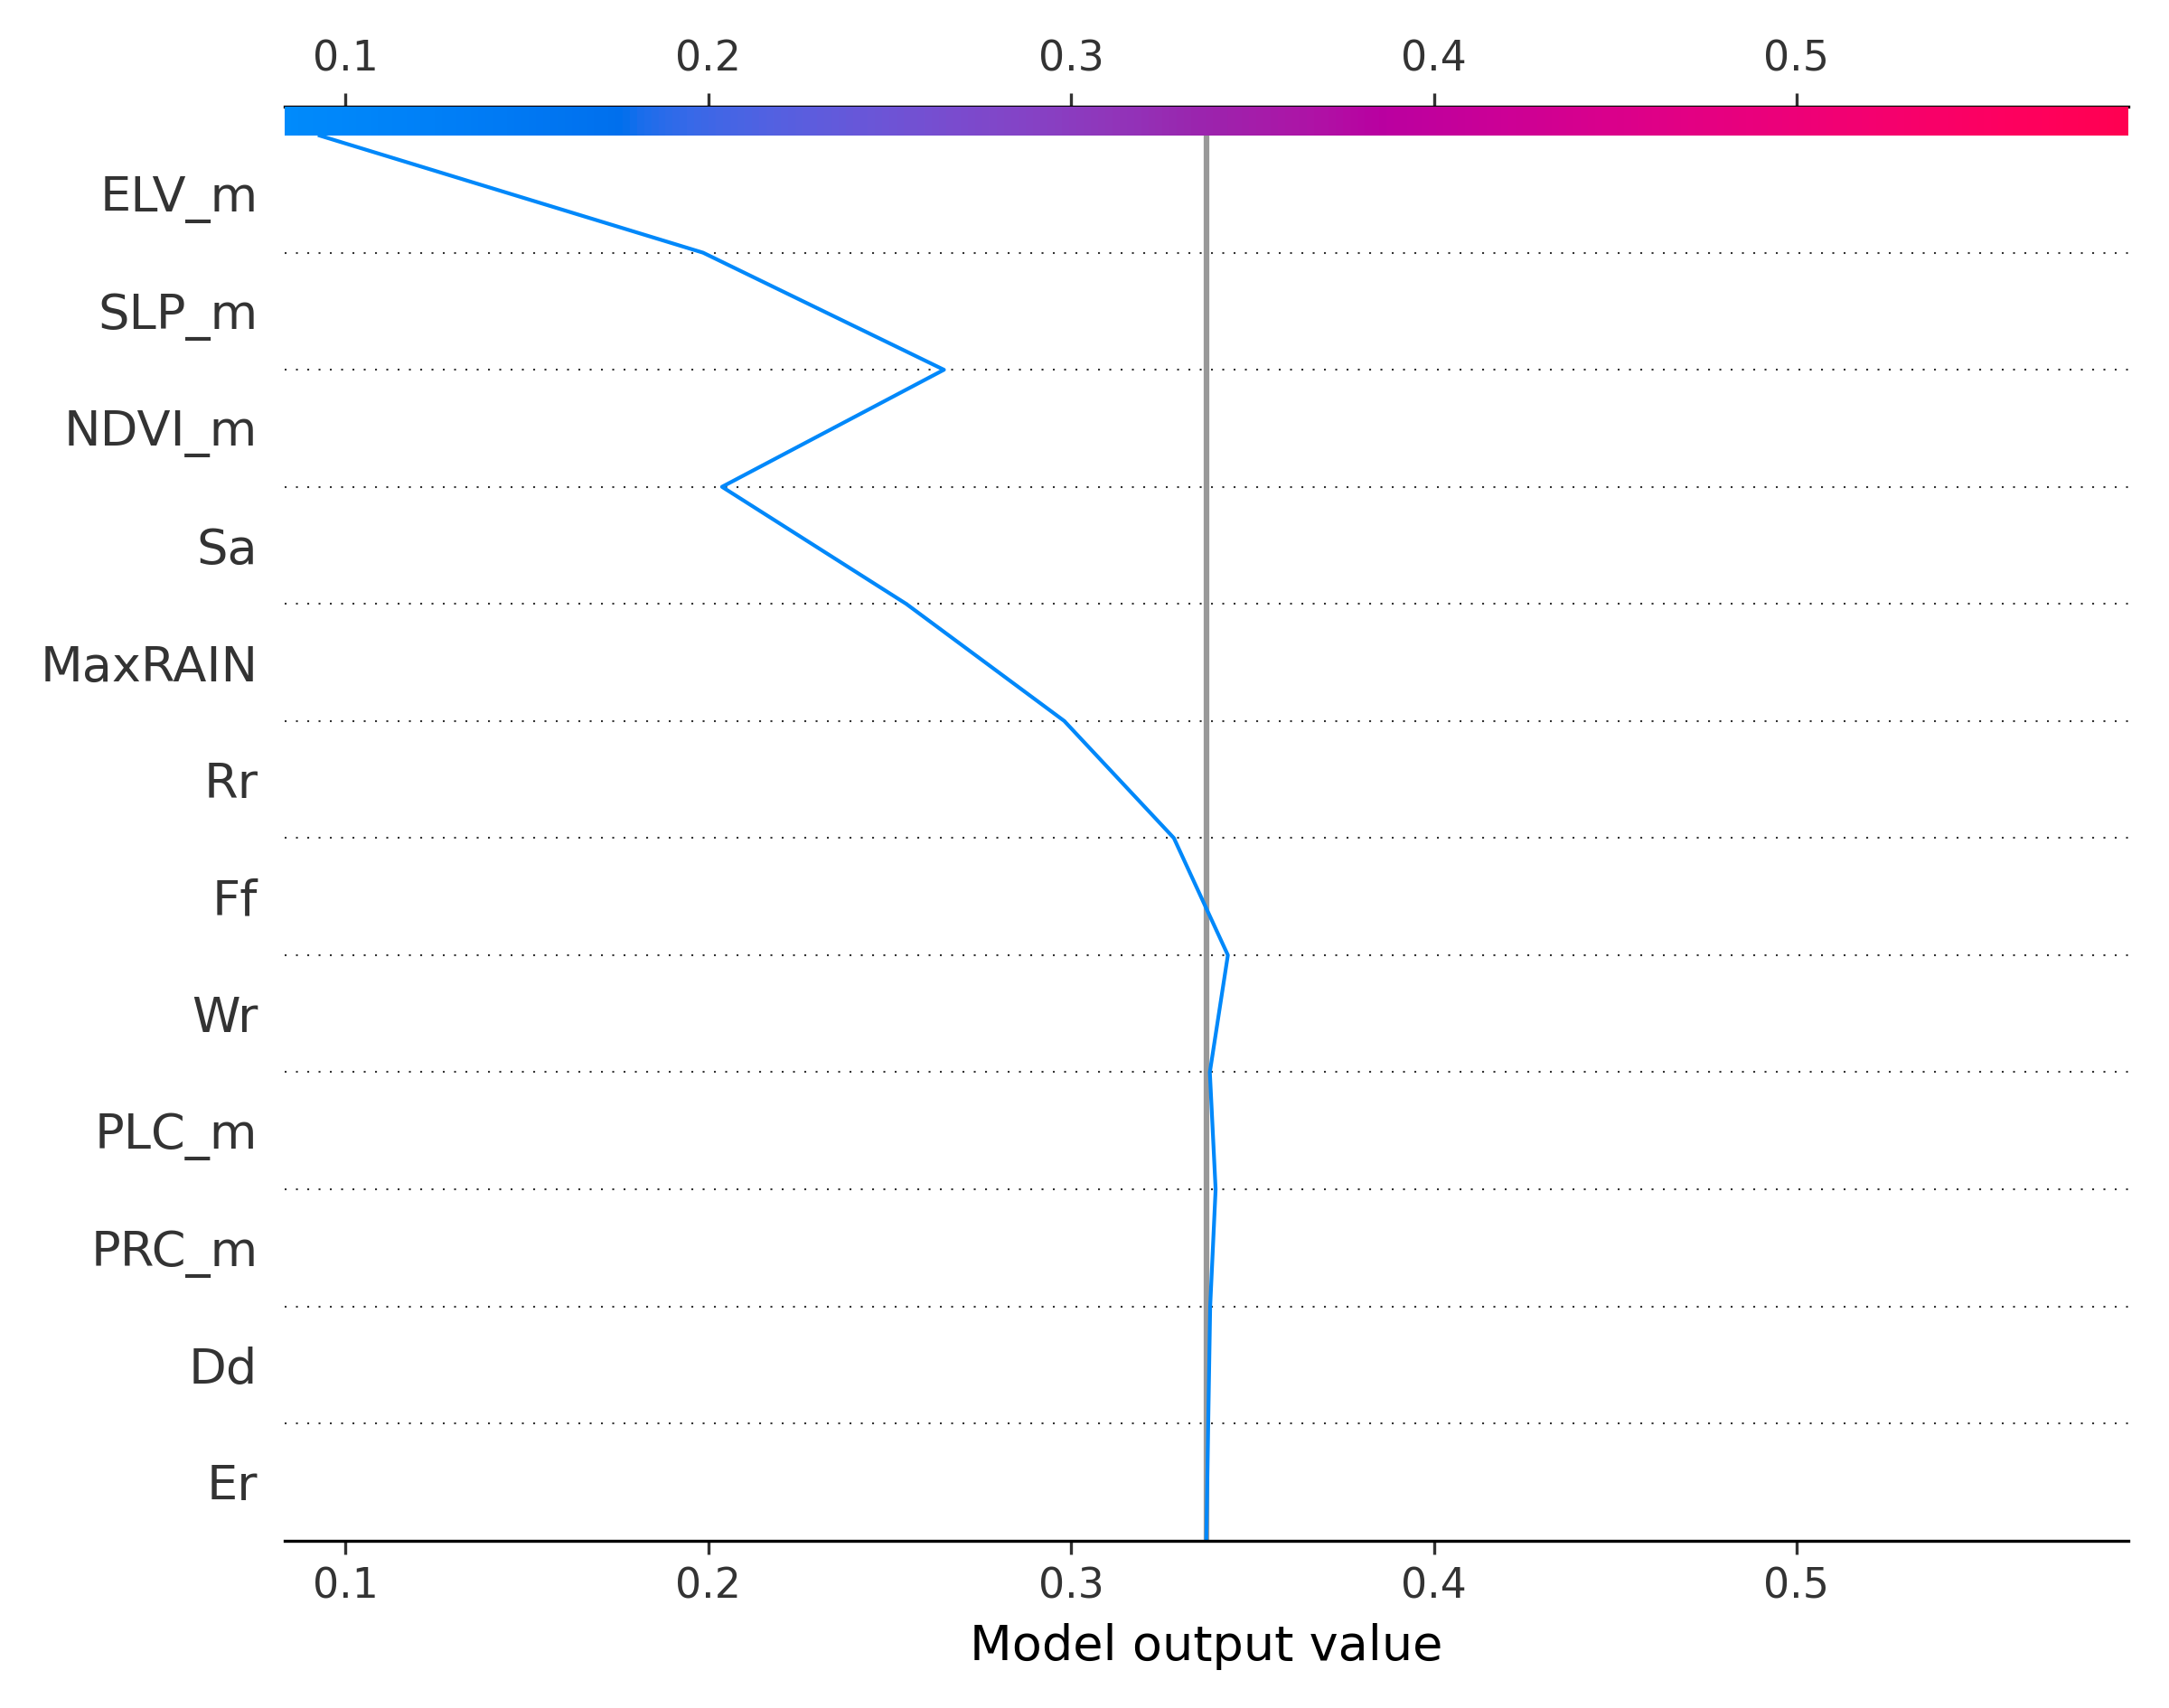 0.1 0.2 0.3 0.4 0.5
ELV_m
SLP_m
NDVI_m
Sa
MaxRAIN
Rr
Ff
Wr
PLC_m
PRC_m
Dd
Er
0.1 0.2 0.3 0.4 0.5
Model output value